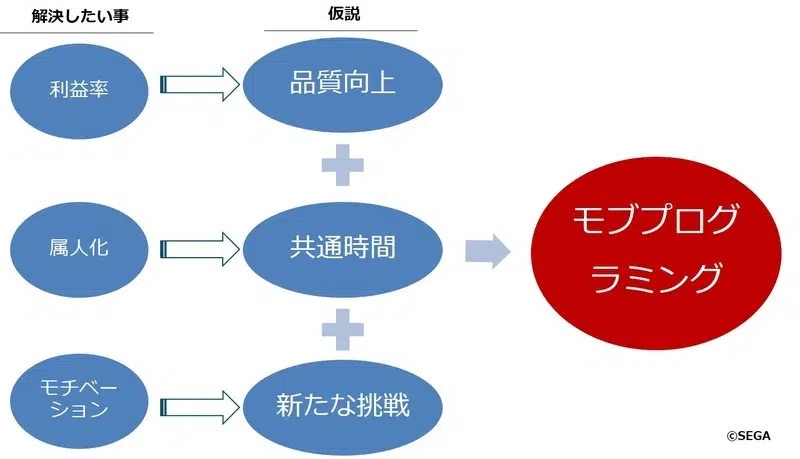 解決したい事
仮説
利益率
品質向上
属人化
共通時間
モチベー
ション
新たな挑戦
モブプログ
ラミング
©SEGA